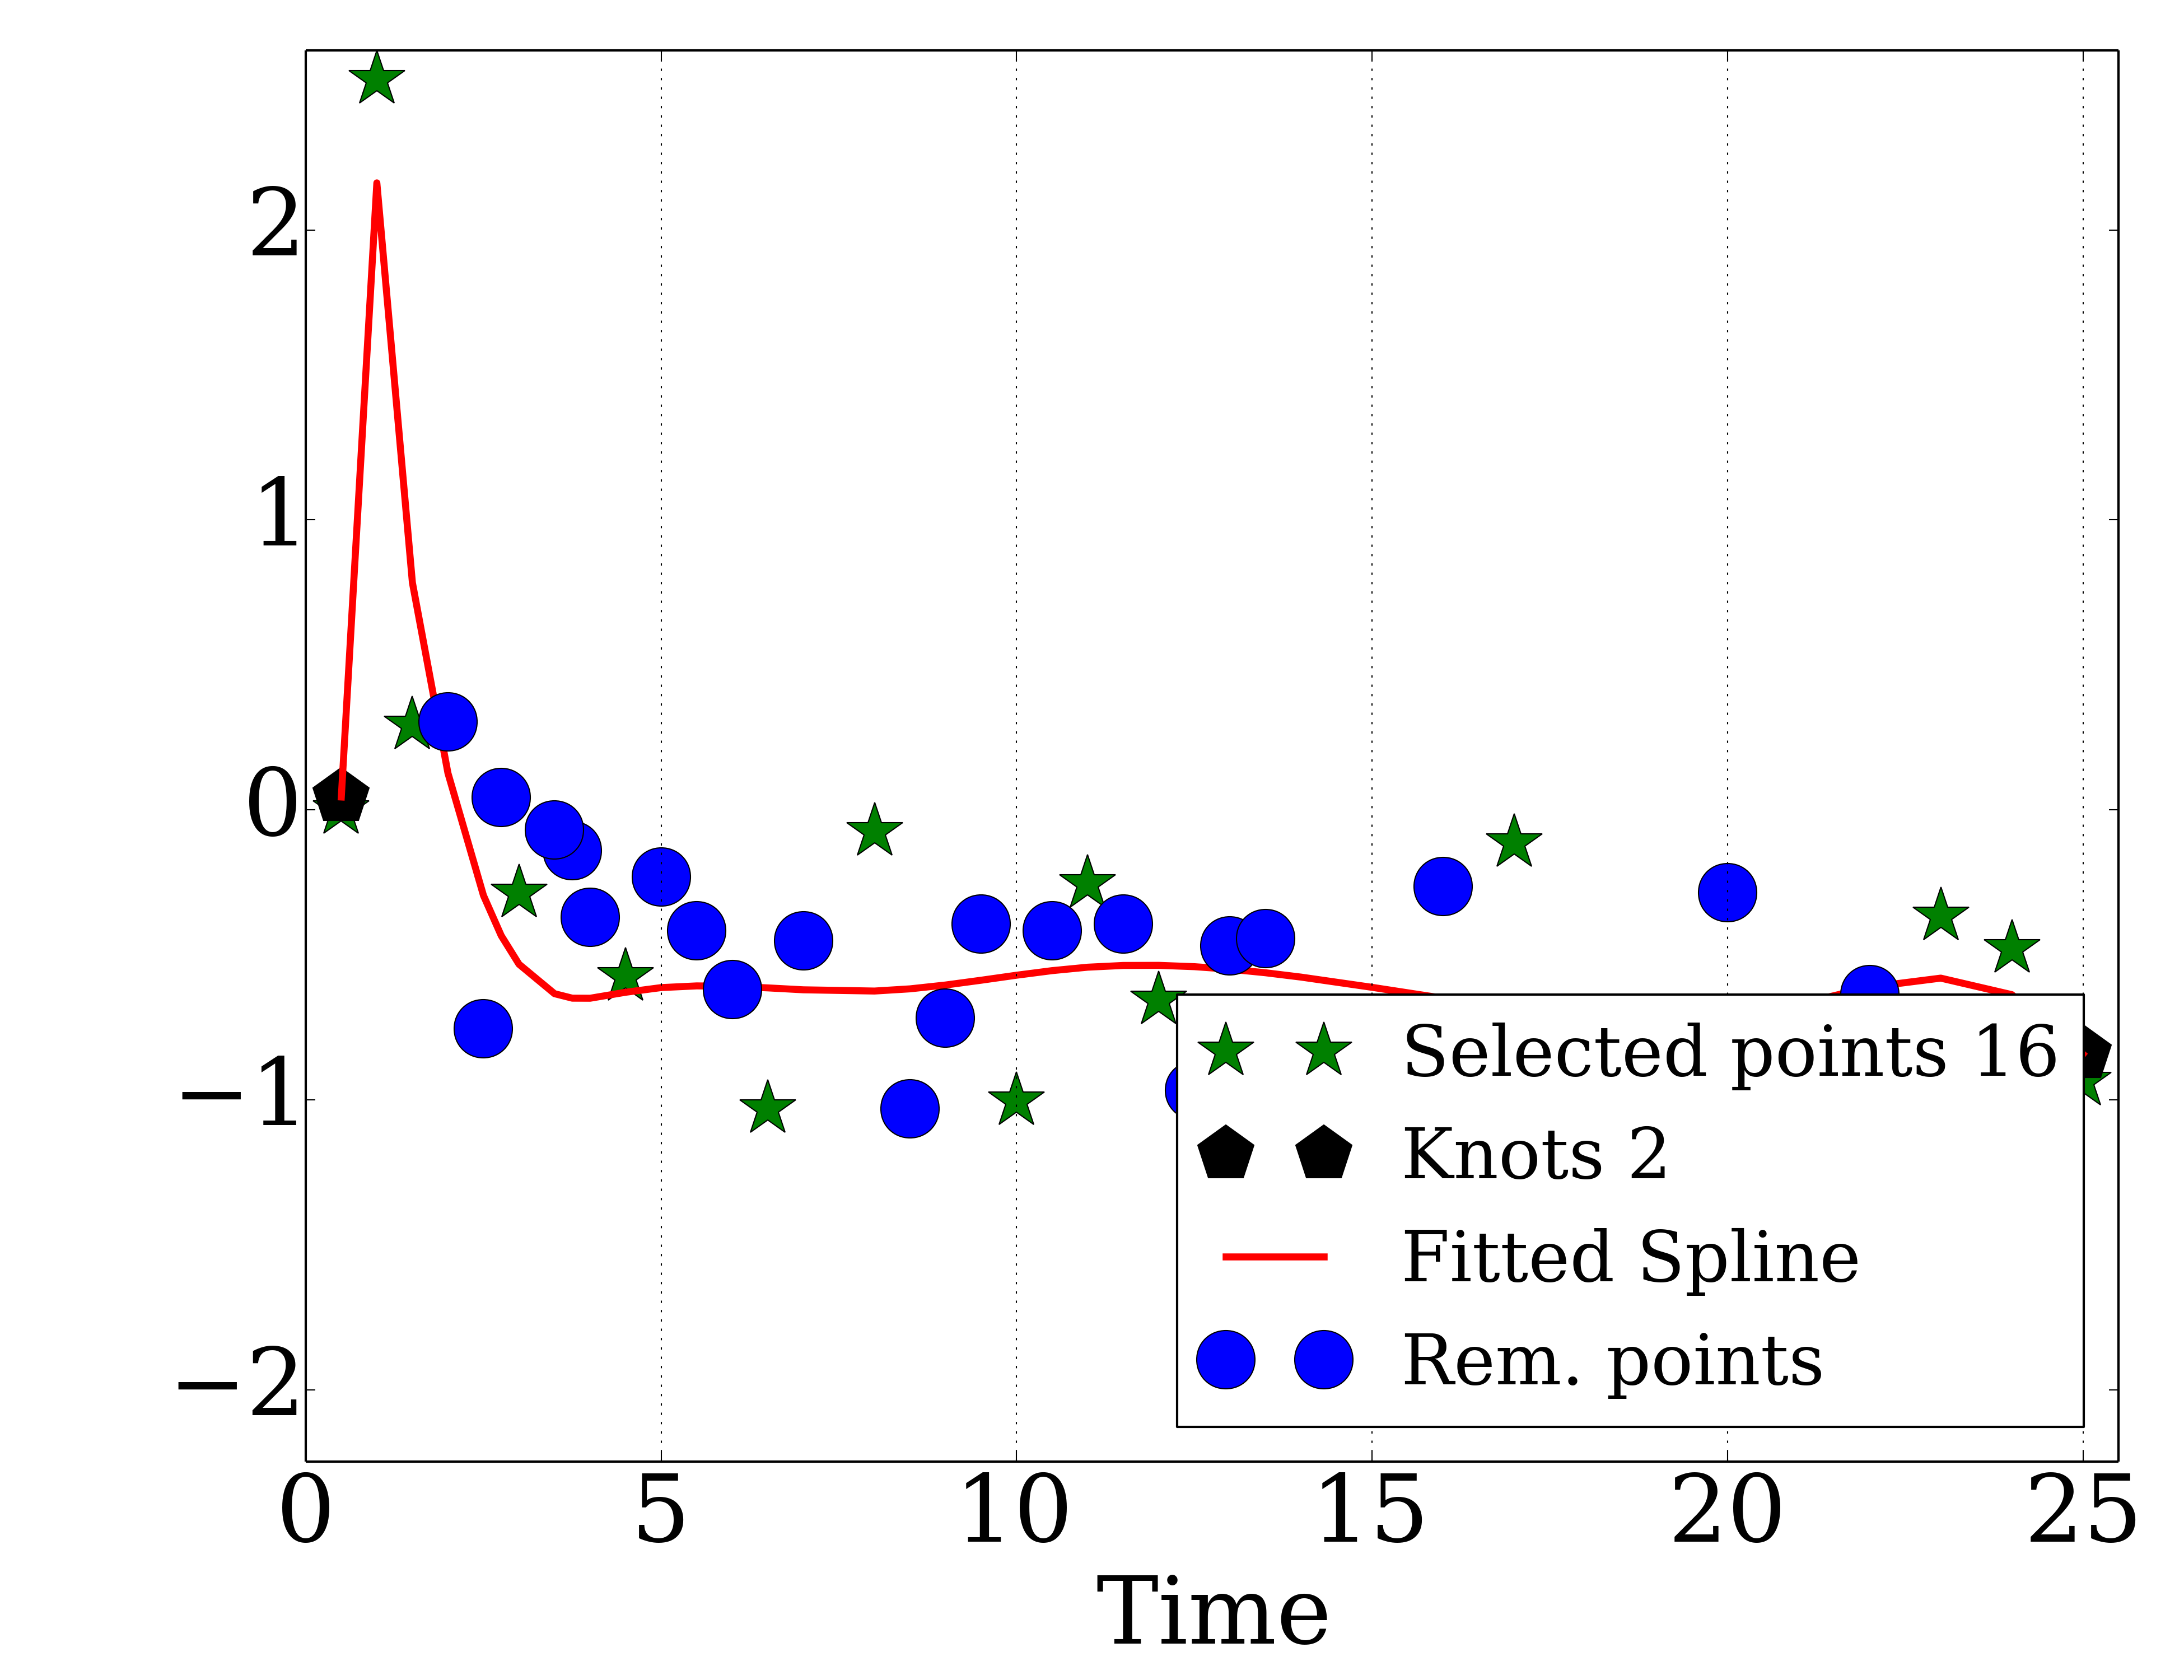 2
1
0
−1
−2
Selected points 16
Knots 2
Fitted Spline
Rem. points
0 5 10 15 20 25
Time